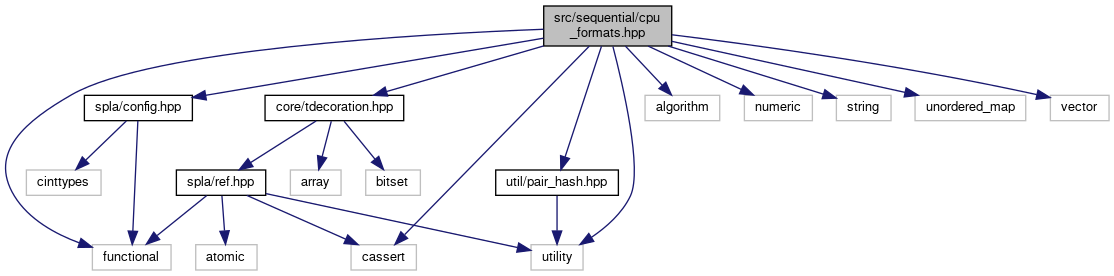 src/sequential/cpu
_formats.hpp
spla/config.hpp
core/tdecoration.hpp
algorithm
numeric
string
unordered_map
vector
cinttypes
spla/ref.hpp
array
bitset
util/pair_hash.hpp
functional
atomic
cassert
utility